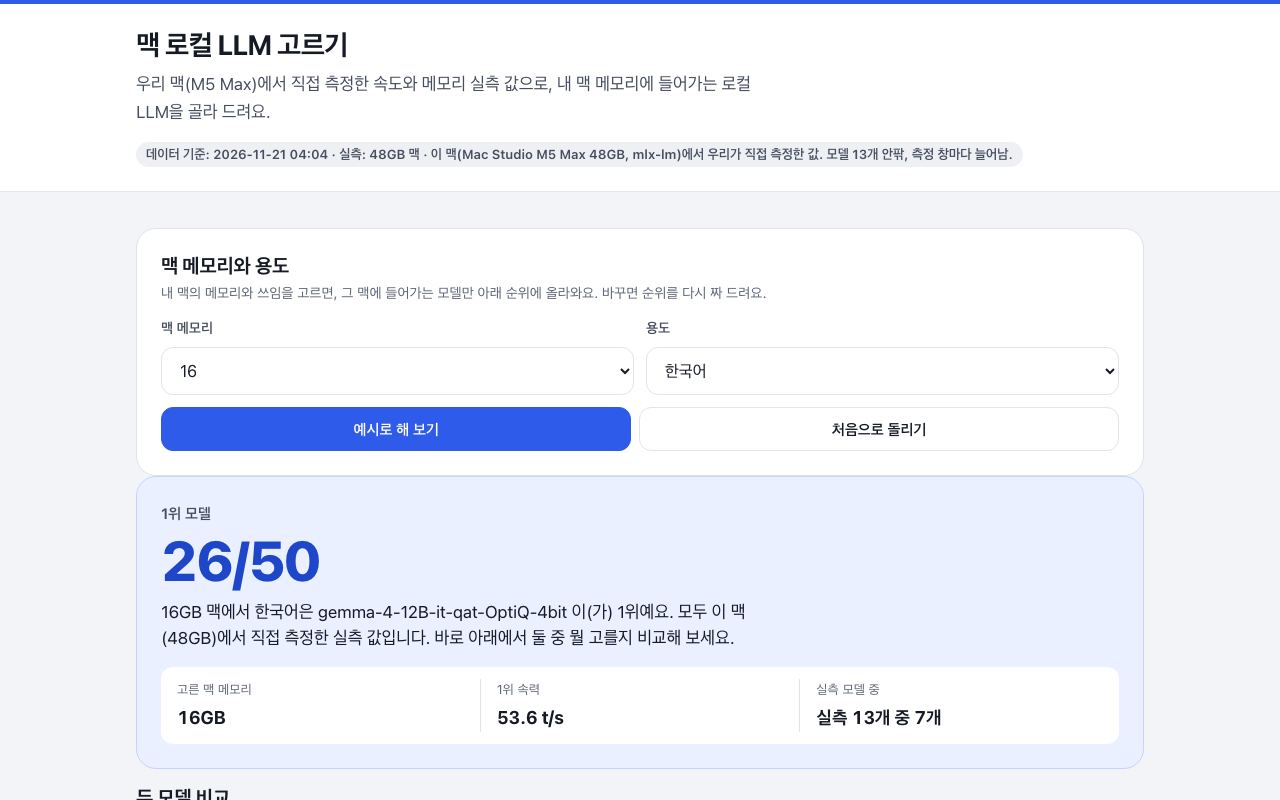 맥 로컬 LLM 고르기
우리 맥(M5 Max)에서 직접 측정한 속도와 메모리 실측 값으로, 내 맥 메모리에 들어가는 로컬
LLM을 골라 드려요.
데이터 기준: 2026-11-21 04:04 · 실측: 48GB 맥 · 이 맥(Mac Studio M5 Max 48GB, mlx-lm)에서 우리가 직접 측정한 값. 모델 13개 안팎, 측정 창마다 늘어남.
맥 메모리와 용도
내 맥의 메모리와 쓰임을 고르면, 그 맥에 들어가는 모델만 아래 순위에 올라와요. 바꾸면 순위를 다시 짜 드려요.
맥 메모리
용도
16
한국어
예시로 해 보기
처음으로 돌리기
1위 모델
26/50
16GB 맥에서 한국어은 gemma-4-12B-it-qat-OptiQ-4bit 이(가) 1위예요. 모두 이 맥
(48GB)에서 직접 측정한 실측 값입니다. 바로 아래에서 둘 중 뭘 고를지 비교해 보세요.
고른 맥 메모리
1위 속력
실측 모델 중
16GB
53.6 t/s
실측 13개 중 7개
두 모델 비교